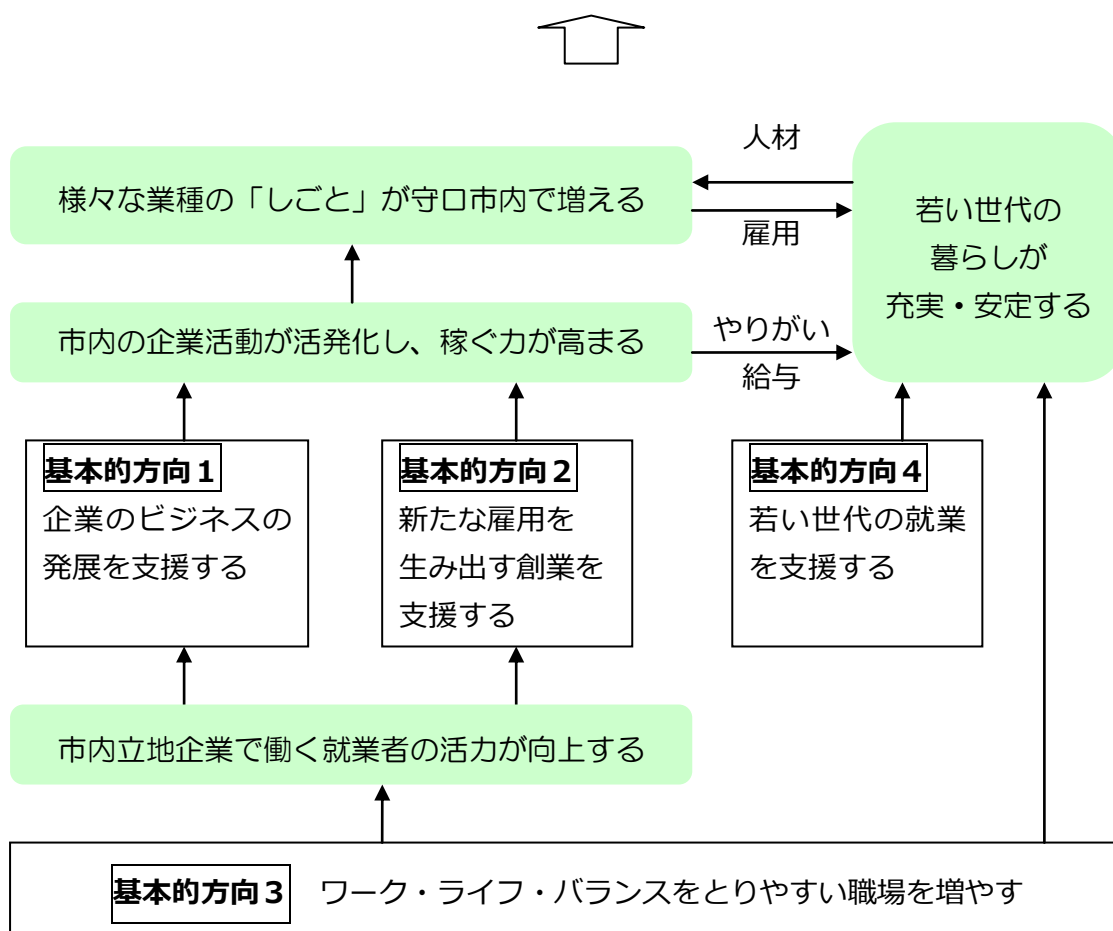 人材
様々な業種の「しごと」が守口市内で増える
雇用
若い世代の
暮らしが
充実・安定する
市内の企業活動が活発化し、稼ぐ力が高まる
やりがい
給与
基本的方向１
企業のビジネスの
発展を支援する
基本的方向２
新たな雇用を
生み出す創業を
支援する
基本的方向４
若い世代の就業
を支援する
市内立地企業で働く就業者の活力が向上する
基本的方向３ ワーク・ライフ・バランスをとりやすい職場を増やす